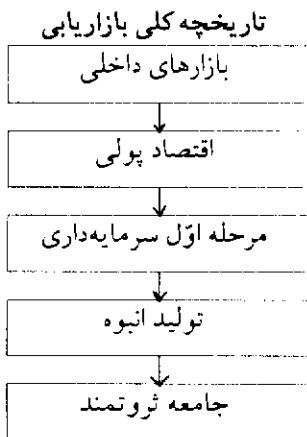 تاریخچه کلی بازاریابی
بازارهای داخلی
اقتصاد پولی
مرحله اوّل سرمایه‌داری
تولید انبوه
جامعه ثروتمند